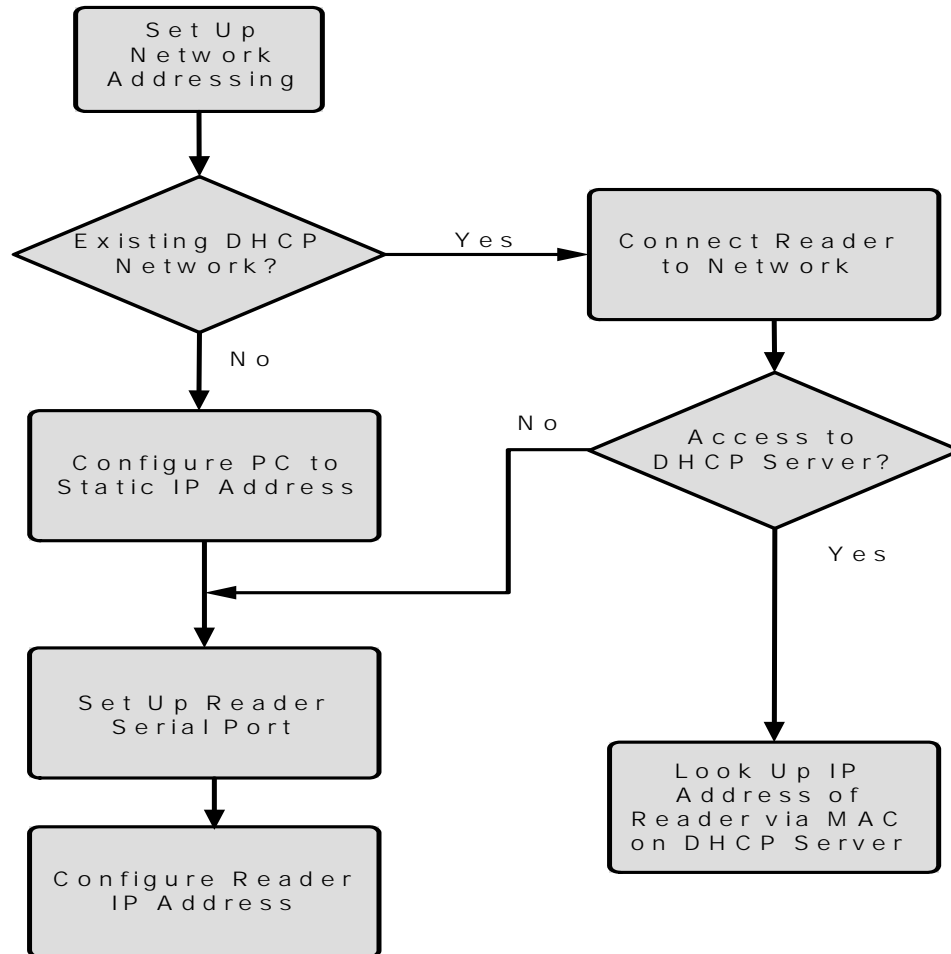 Set Up
Network
Addressing
Existing DHCP
Network?
Yes
Connect Reader
to Network
No
Configure PC to
Static IP Address
No
Access to
DHCP Server?
Yes
Set Up Reader
Serial Port
Look Up IP
Address of
Reader via MAC
on DHCP Server
Configure Reader
IP Address